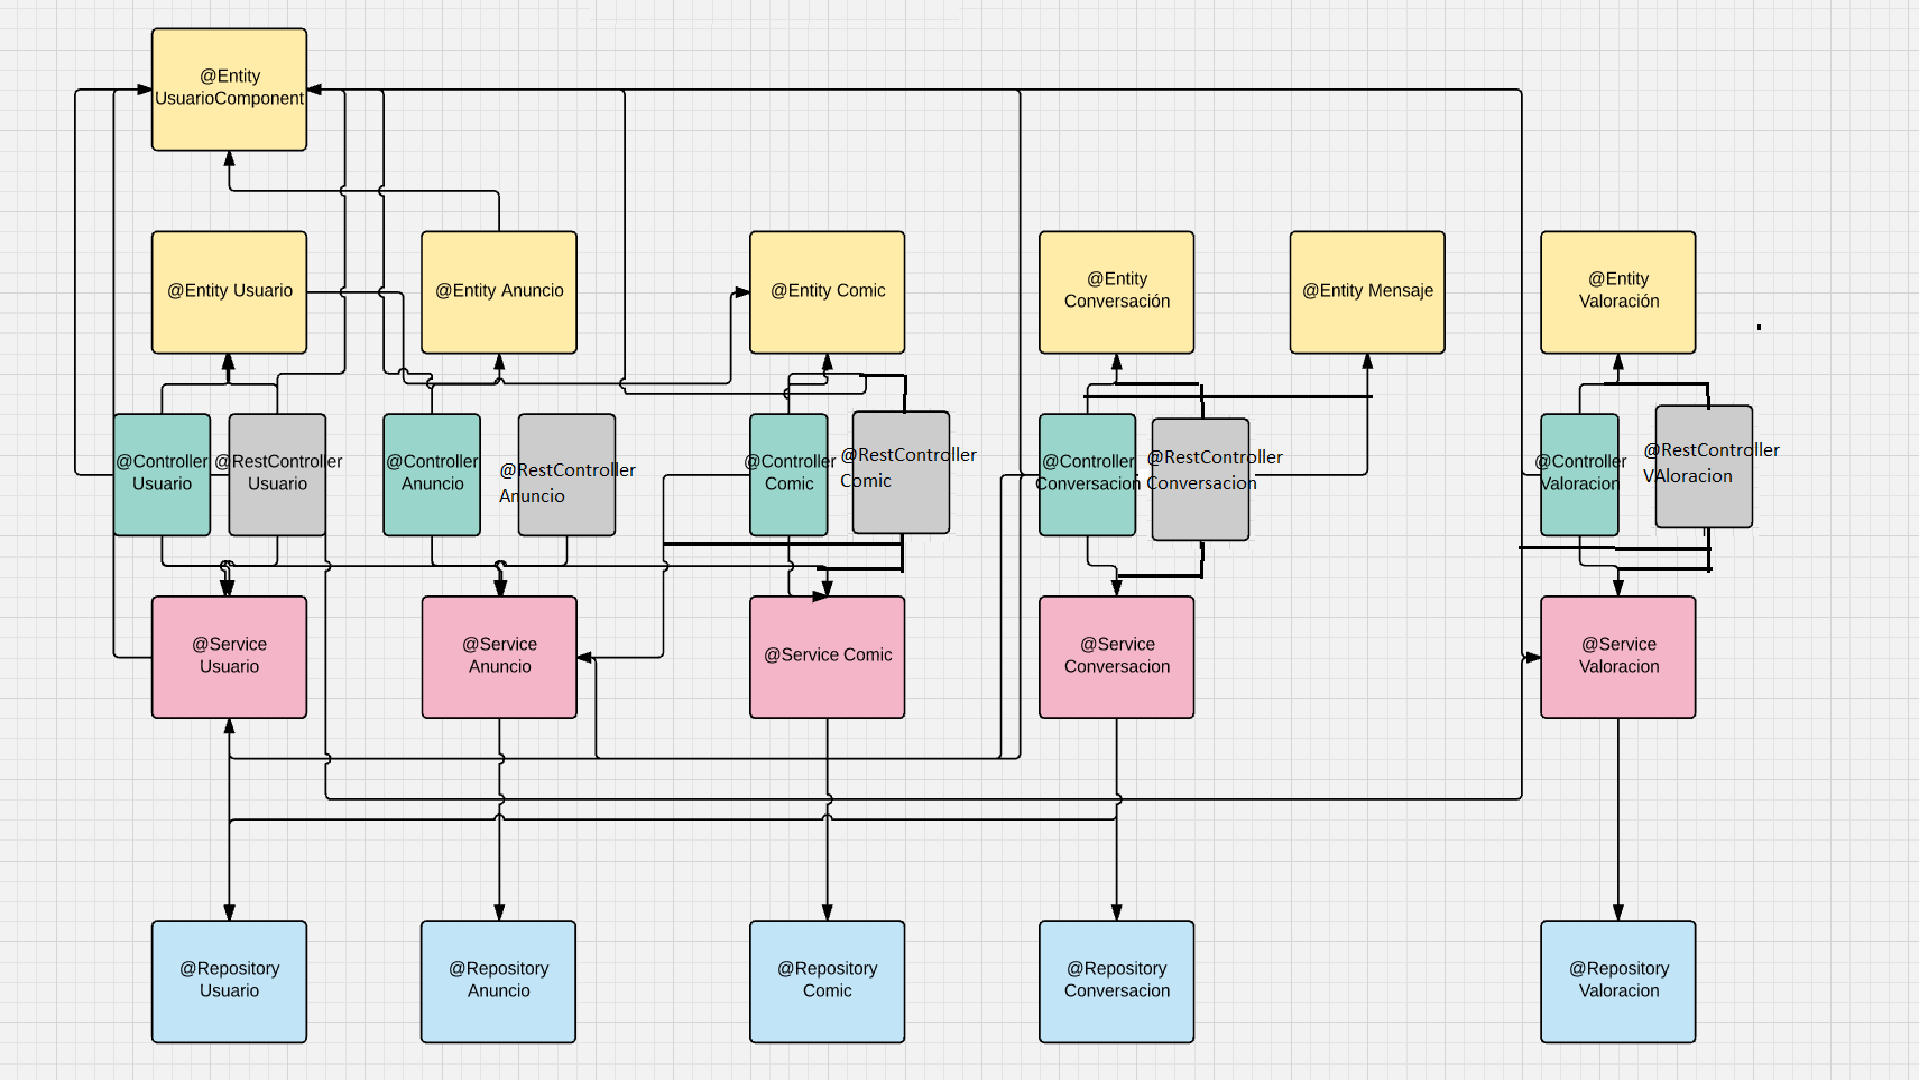 @Entity
UsuarioComponent
@Entity Usuario
@Entity Anuncio
@Entity Comic
@Entity
Conversación
@Entity Mensaje
@Entity
Valoración
@Controller
Usuario
@RestController
Usuario
@Controller
Anuncio
@RestController
Anuncio
@Controller
Comic
@RestController
Comic
@Controller
Conversacion
@RestController
Conversacion
@Controller
Valoracion
@RestController
VAloracion
@Service
Usuario
@Service
Anuncio
@Service Comic
@Service
Conversacion
@Service
Valoracion
@Repository
Usuario
@Repository
Anuncio
@Repository
Comic
@Repository
Conversacion
@Repository
Valoracion